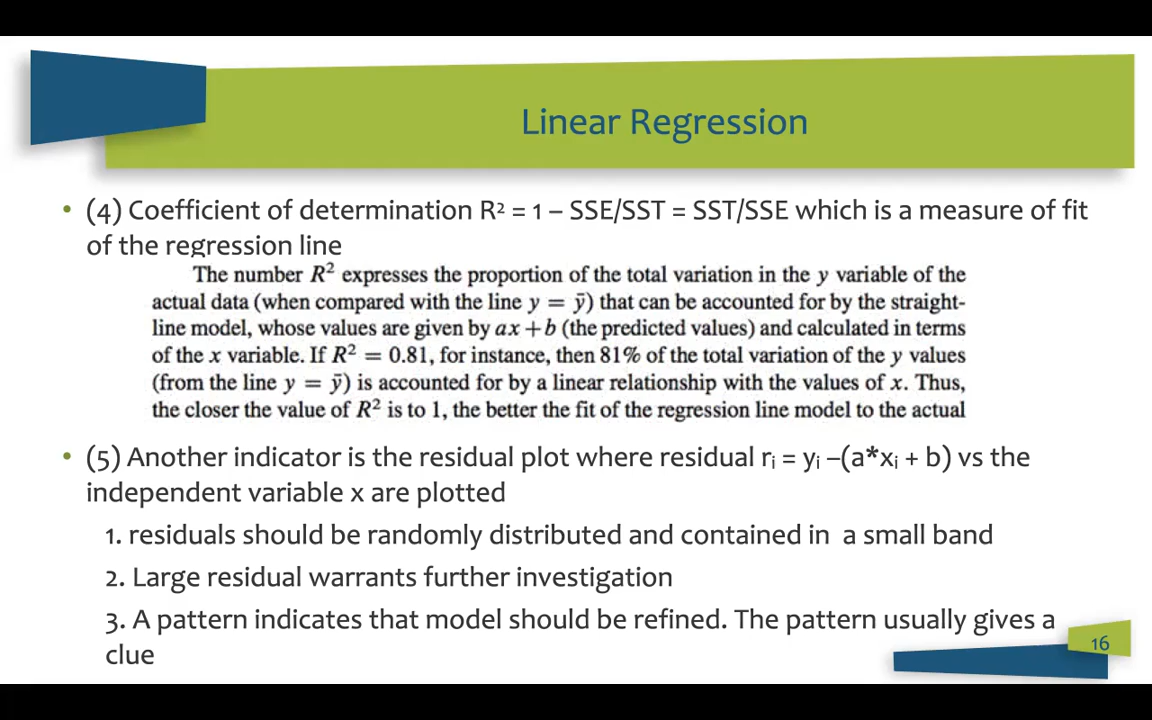 Linear Regression
• (4) Coefficient of determination R² = 1 – SSE/SST = SST/SSE which is a measure of fit
of the regression line
The number R² expresses the proportion of the total variation in the y variable of the
actual data (when compared with the line y = ȳ) that can be accounted for by the straight-
line model, whose values are given by ax + b (the predicted values) and calculated in terms
of the x variable. If R² = 0.81, for instance, then 81% of the total variation of the y values
(from the line y = ȳ) is accounted for by a linear relationship with the values of x. Thus,
the closer the value of R² is to 1, the better the fit of the regression line model to the actual
• (5) Another indicator is the residual plot where residual rᵢ = yᵢ –(a*xᵢ + b) vs the
independent variable x are plotted
1. residuals should be randomly distributed and contained in a small band
2. Large residual warrants further investigation
3. A pattern indicates that model should be refined. The pattern usually gives a
clue
16